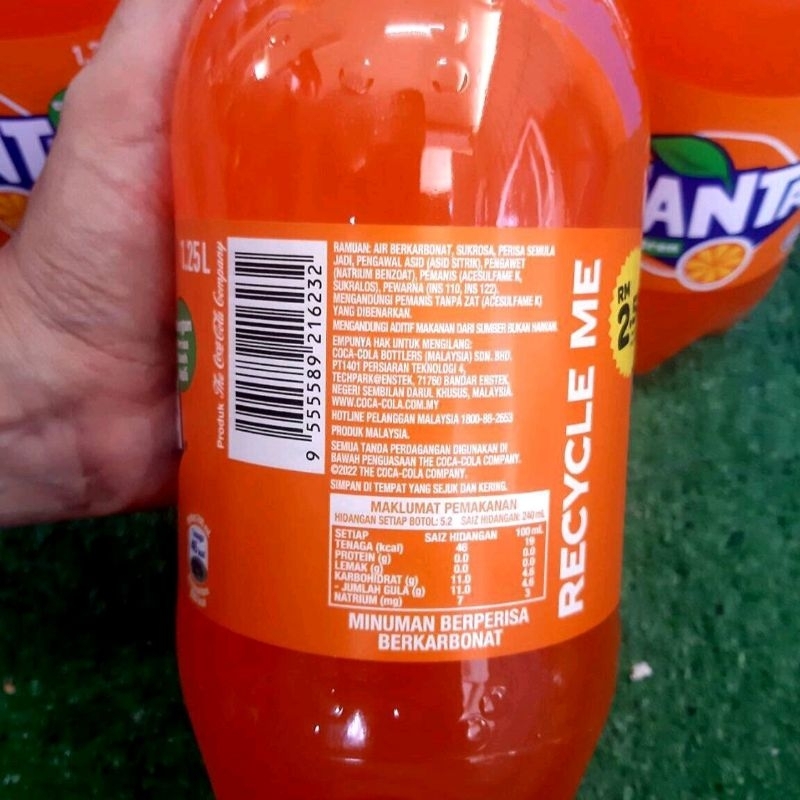 1.25 L
Produk The Coca-Cola Company
9 555589 216232
RAMUAN: AIR BERKARBONAT, SUKROSA, PERISA SEMULA
JADI, PENGAWAL ASID (ASID SITRIK), PENGAWET
(NATRIUM BENZOAT), PEMANIS (ACESULFAME K,
SUKRALOS), PEWARNA (INS 110, INS 122).
MENGANDUNGI PEMANIS TANPA ZAT (ACESULFAME K)
YANG DIBENARKAN.
MENGANDUNGI ADITIF MAKANAN DARI SUMBER BUKAN HAIWAN.
EMPUNYA HAK UNTUK MENGILANG:
COCA-COLA BOTTLERS (MALAYSIA) SDN. BHD.
PT1401 PERSIARAN TEKNOLOGI 4,
TECHPARK@ENSTEK, 71760 BANDAR ENSTEK,
NEGERI SEMBILAN DARUL KHUSUS, MALAYSIA.
WWW.COCA-COLA.COM.MY
HOTLINE PELANGGAN MALAYSIA 1800-88-2653
PRODUK MALAYSIA.
SEMUA TANDA PERDAGANGAN DIGUNAKAN DI
BAWAH PENGUASAAN THE COCA-COLA COMPANY.
©2022 THE COCA-COLA COMPANY.
SIMPAN DI TEMPAT YANG SEJUK DAN KERING.
MAKLUMAT PEMAKANAN
HIDANGAN SETIAP BOTOL: 5.2 SAIZ HIDANGAN: 240 mL
SETIAP SAIZ HIDANGAN 100 mL
TENAGA (kcal) 46 19
PROTEIN (g) 0.0 0.0
LEMAK (g) 0.0 0.0
KARBOHIDRAT (g) 11.0 4.6
- JUMLAH GULA (g) 11.0 4.6
NATRIUM (mg) 7 3
MINUMAN BERPERISA
BERKARBONAT
RECYCLE ME
RM
2.5
ANTA
NT